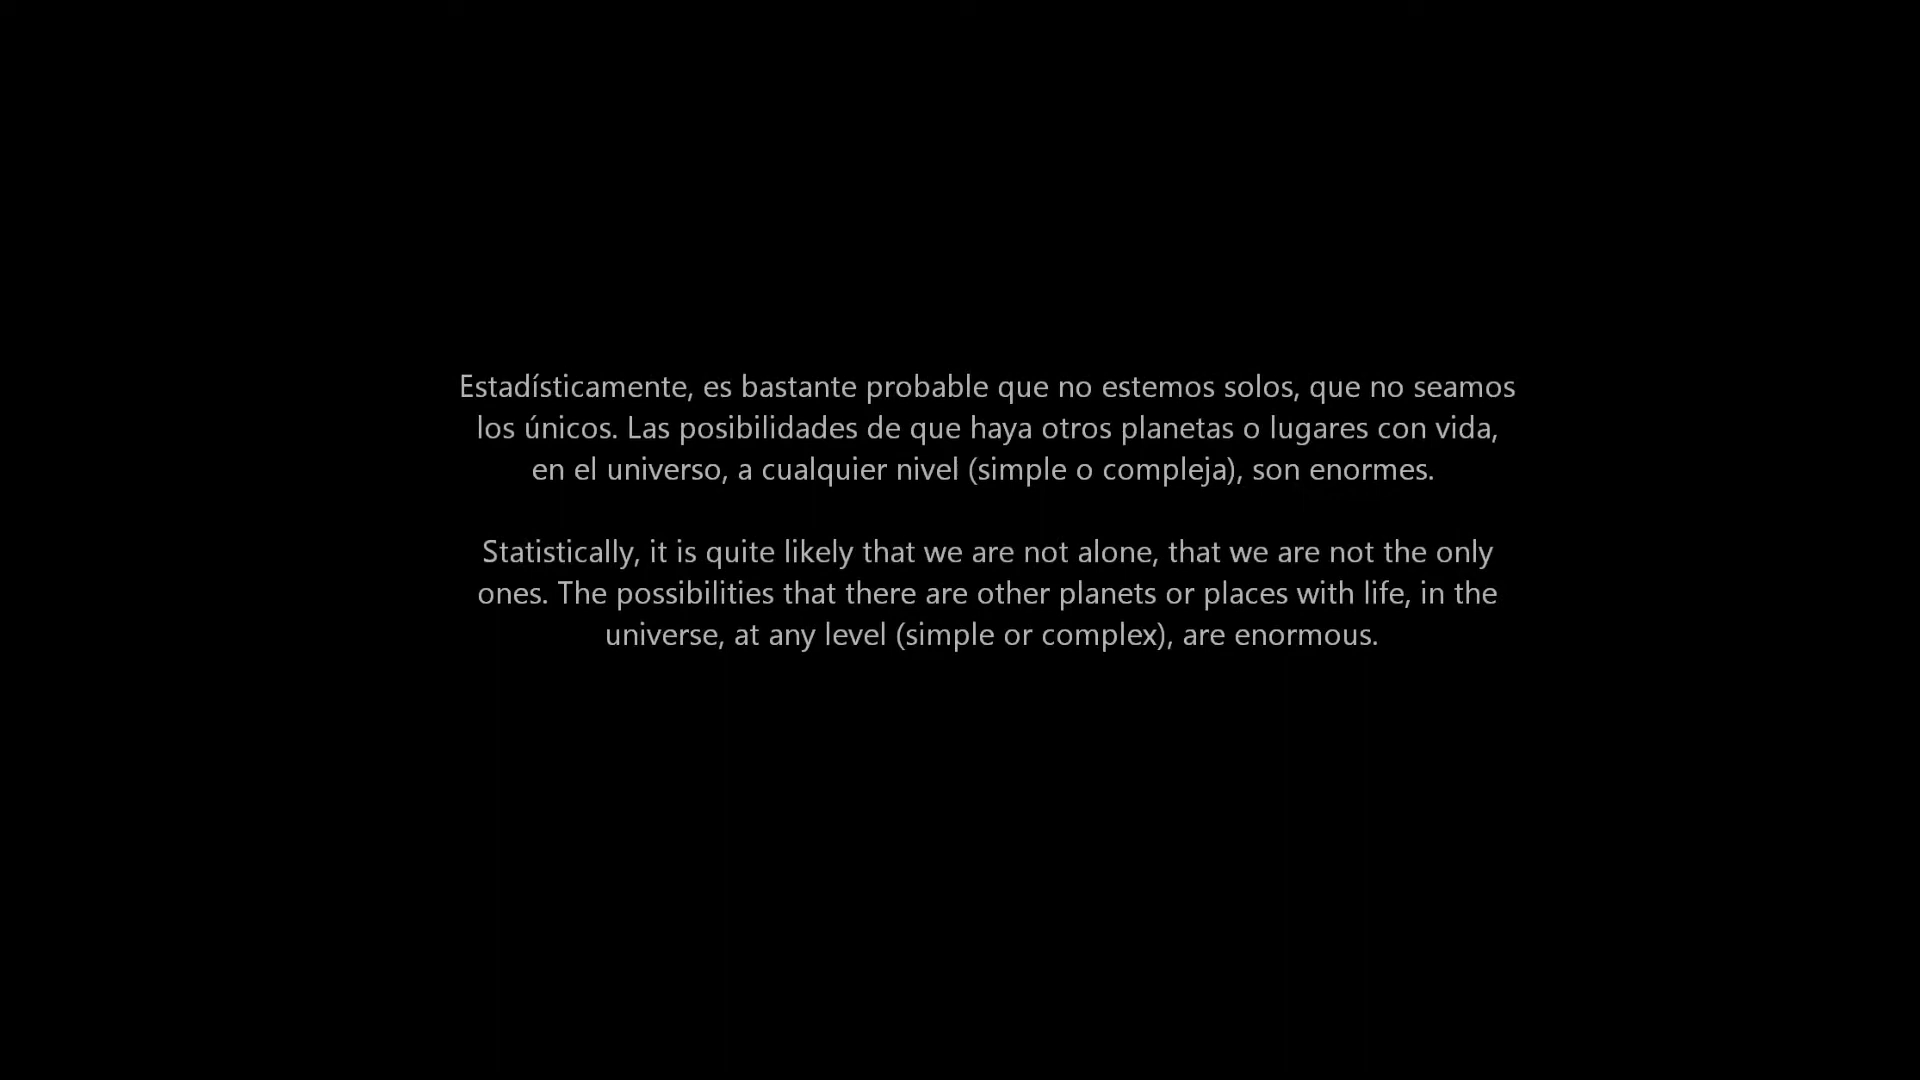 Estadísticamente, es bastante probable que no estemos solos, que no seamos
los únicos. Las posibilidades de que haya otros planetas o lugares con vida,
en el universo, a cualquier nivel (simple o compleja), son enormes.
Statistically, it is quite likely that we are not alone, that we are not the only
ones. The possibilities that there are other planets or places with life, in the
universe, at any level (simple or complex), are enormous.